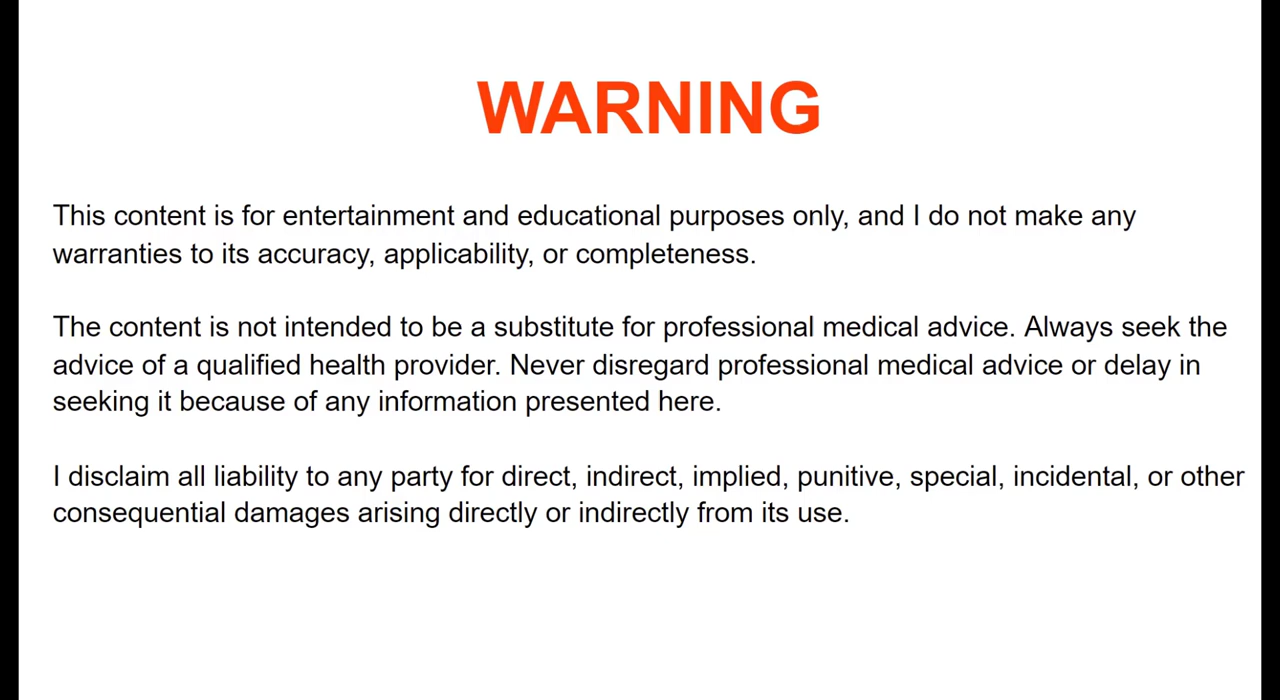 WARNING
This content is for entertainment and educational purposes only, and I do not make any
warranties to its accuracy, applicability, or completeness.
The content is not intended to be a substitute for professional medical advice. Always seek the
advice of a qualified health provider. Never disregard professional medical advice or delay in
seeking it because of any information presented here.
I disclaim all liability to any party for direct, indirect, implied, punitive, special, incidental, or other
consequential damages arising directly or indirectly from its use.